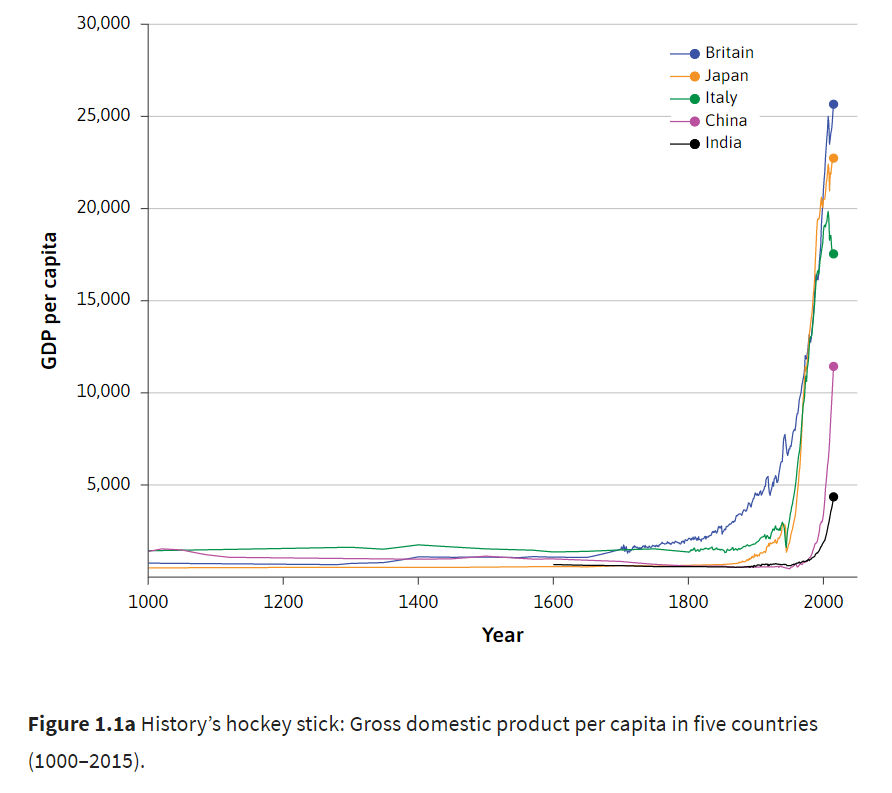 30,000
25,000
20,000
15,000
10,000
5,000
GDP per capita
Britain
Japan
Italy
China
India
1000 1200 1400 1600 1800 2000
Year
Figure 1.1a History’s hockey stick: Gross domestic product per capita in five countries
(1000–2015).